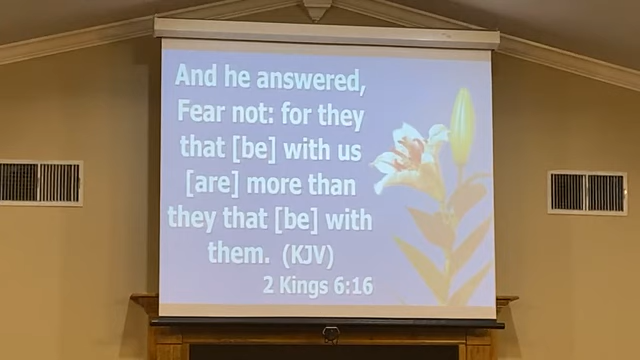 And he answered,
Fear not: for they
that [be] with us
[are] more than
they that [be] with
them. (KJV)
2 Kings 6:16